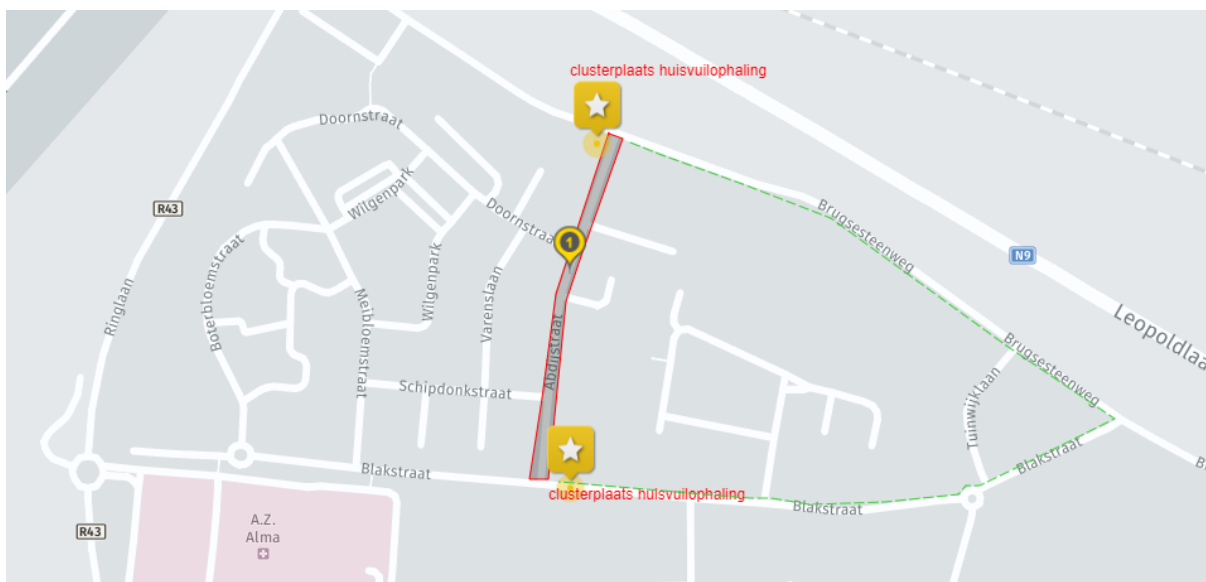 clusterplaats huisvuilophaling
Doornstraat
R43
Wilgenpark
Doornstraat
Brugsesteenweg
1
N9
Boterbloemstraat
Ringlaan
Meibloemstraat
Wilgenpark
Varenslaan
Leopoldlaa
Abdijstraat
Brugsesteenweg
Schipdonkstraat
Tuinwijklaan
Blakstraat
Blakstraat
B
clusterplaats huisvuilophaling
Blakstraat
A.Z.
Alma
R43